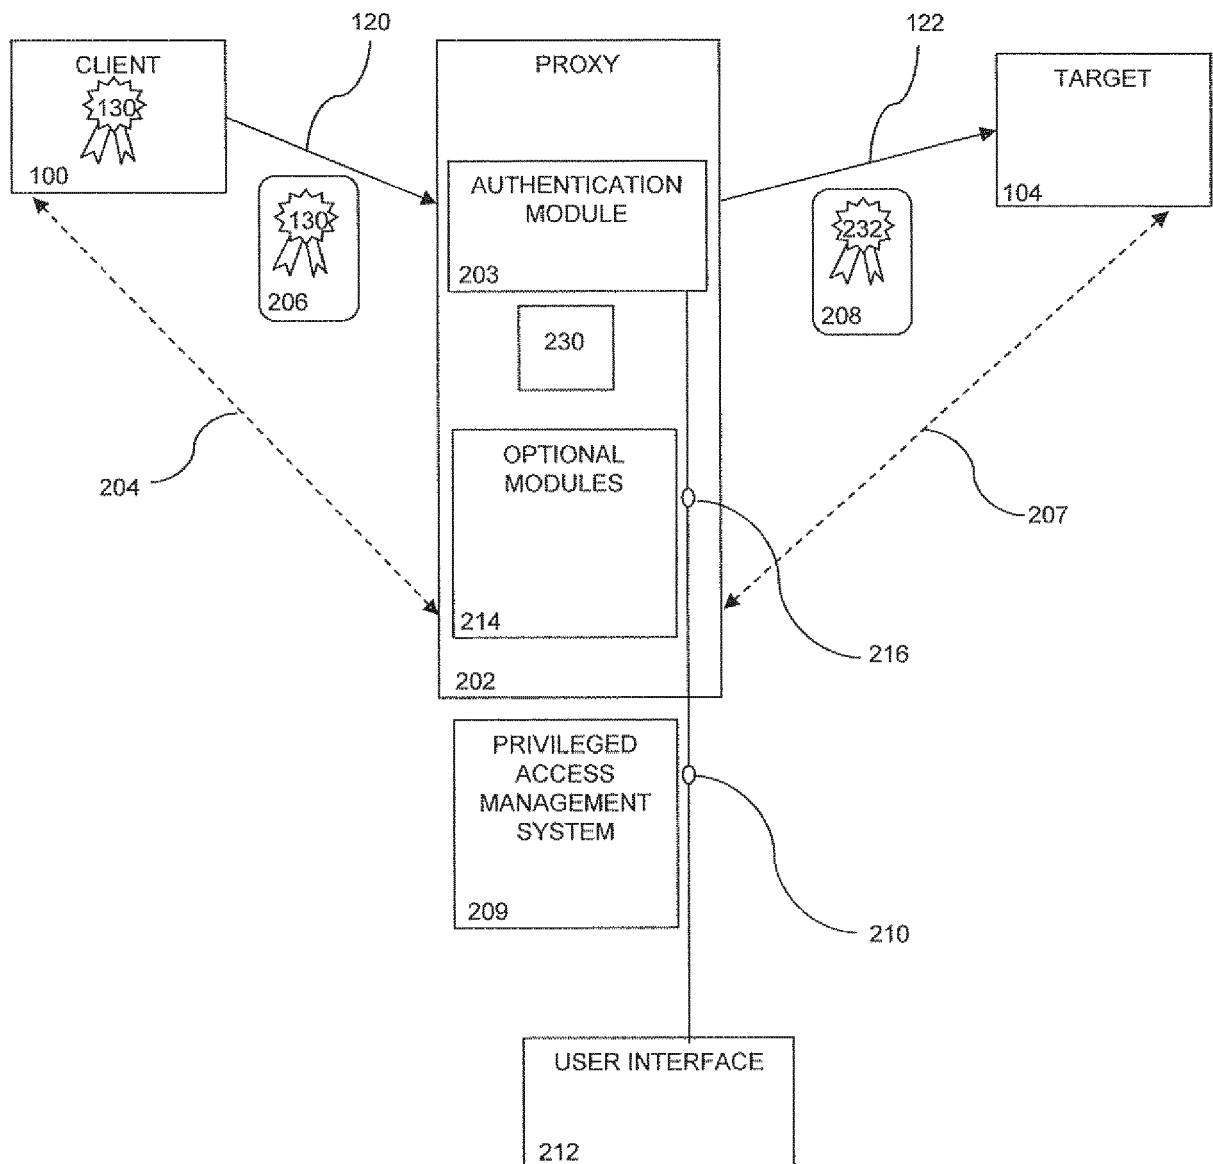 120
122
CLIENT
130
100
PROXY
TARGET
104
AUTHENTICATION
MODULE
203
130
206
232
208
230
OPTIONAL
MODULES
214
204
207
216
202
PRIVILEGED
ACCESS
MANAGEMENT
SYSTEM
209
210
USER INTERFACE
212